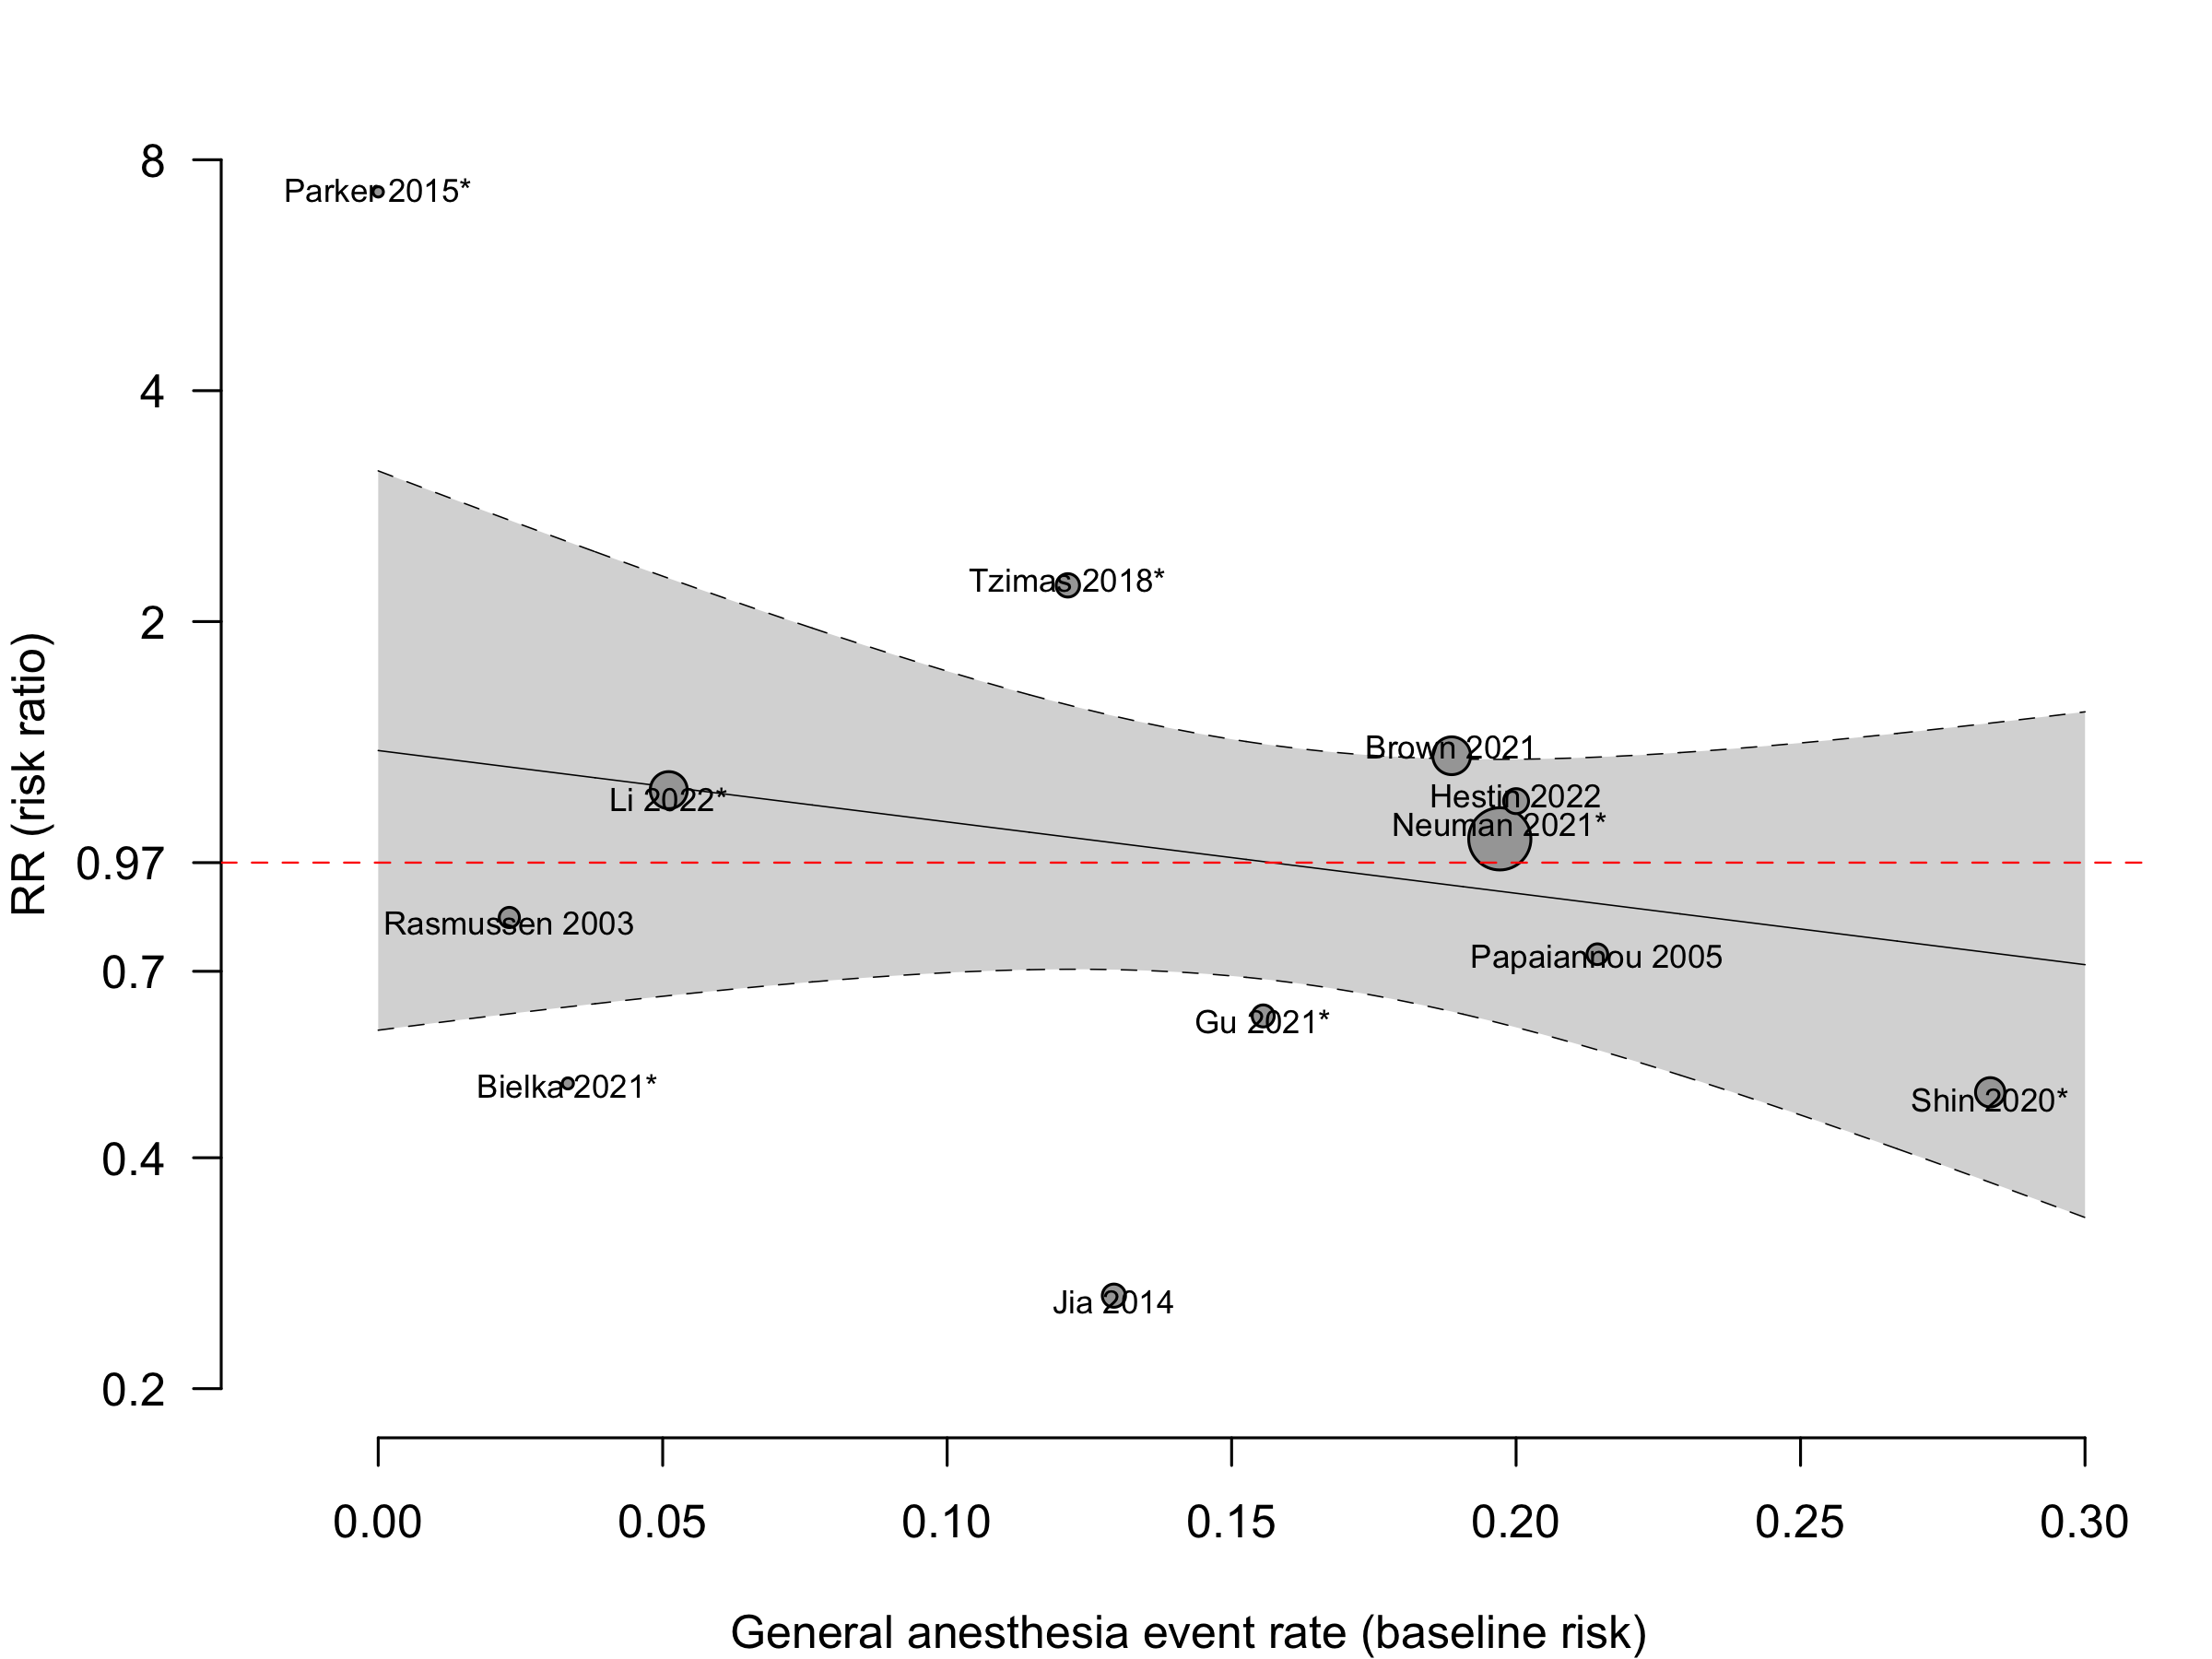 8
Parker 2015*
4
Tzimas 2018*
2
RR (risk ratio)
Brown 2021
Hestin 2022
Li 2022*
Neuman 2021*
0.97
Rasmussen 2003
Papaiannou 2005
0.7
Gu 2021*
Bielka 2021*
Shin 2020*
0.4
Jia 2014
0.2
0.00 0.05 0.10 0.15 0.20 0.25 0.30
General anesthesia event rate (baseline risk)